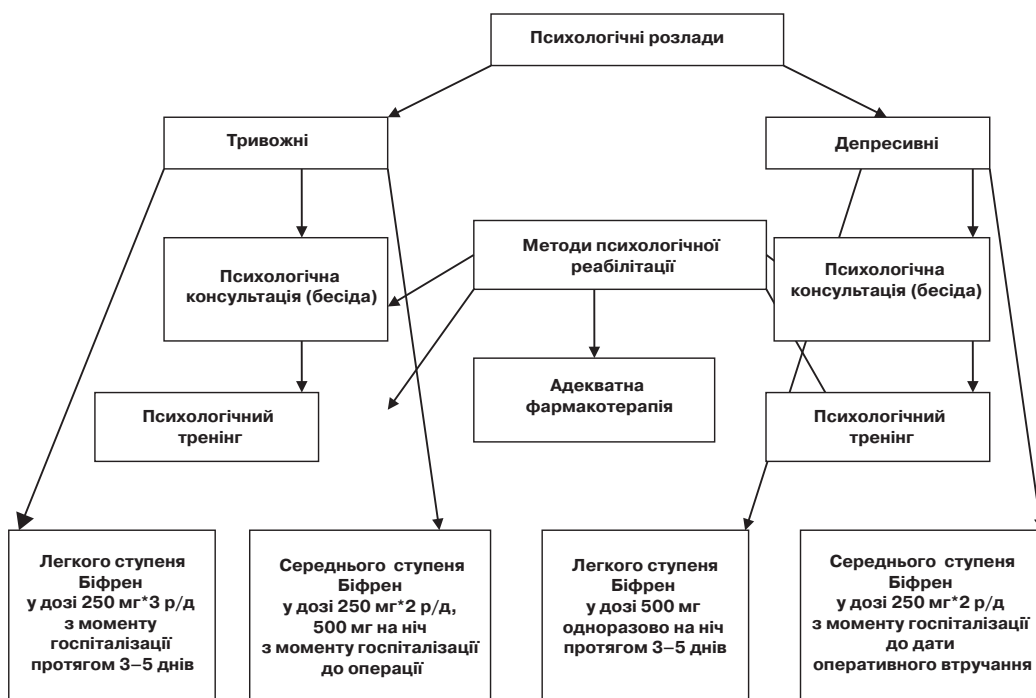 Психологічні розлади
Тривожні
Депресивні
Методи психологічної
реабілітації
Психологічна
консультація (бесіда)
Психологічна
консультація (бесіда)
Адекватна
фармакотерапія
Психологічний
тренінг
Психологічний
тренінг
Легкого ступеня
Біфрен
у дозі 250 мг*3 р/д
з моменту
госпіталізації
протягом 3–5 днів
Середнього ступеня
Біфрен
у дозі 250 мг*2 р/д,
500 мг на ніч
з моменту госпіталізації
до операції
Легкого ступеня
Біфрен
у дозі 500 мг
одноразово на ніч
протягом 3–5 днів
Середнього ступеня
Біфрен
у дозі 250 мг*2 р/д
з моменту госпіталізації
до дати
оперативного втручання